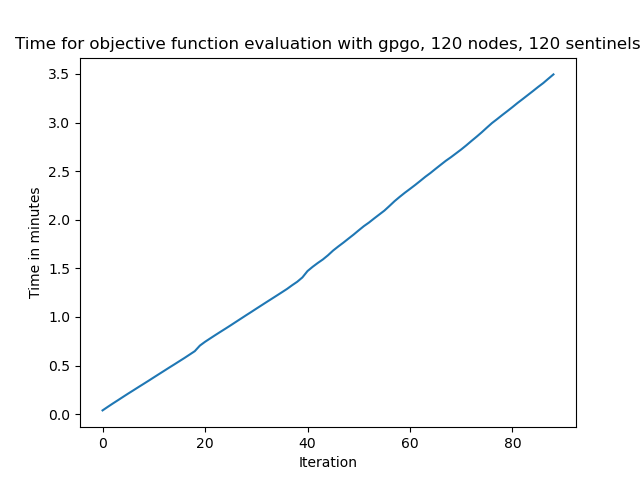 Time for objective function evaluation with gpgo, 120 nodes, 120 sentinels
3.5
3.0
2.5
2.0
1.5
1.0
0.5
0.0
Time in minutes
0 20 40 60 80
Iteration